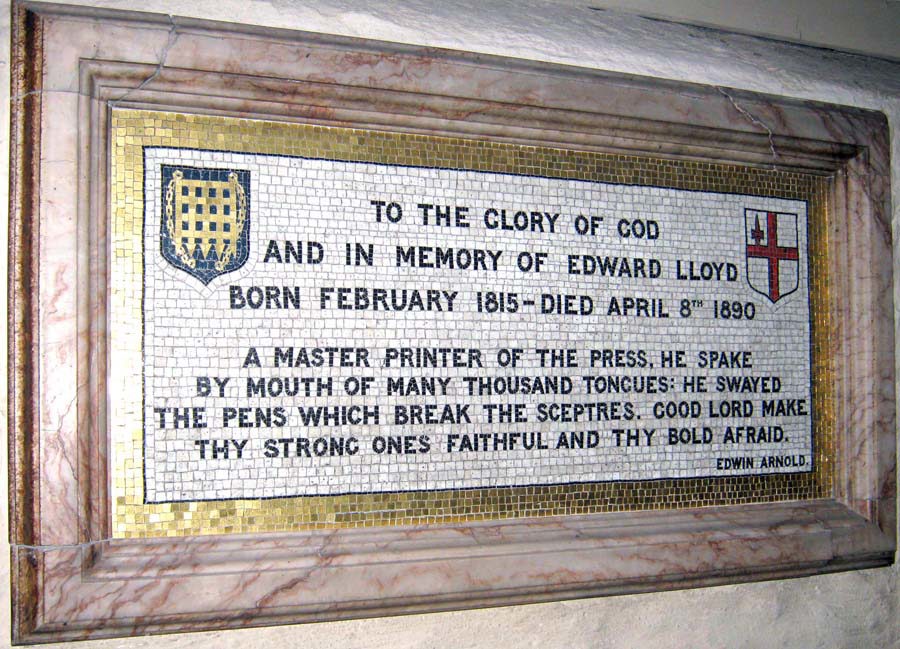 TO THE GLORY OF GOD
AND IN MEMORY OF EDWARD LLOYD
BORN FEBRUARY 1815-DIED APRIL 8TH 1890
A MASTER PRINTER OF THE PRESS, HE SPAKE
BY MOUTH OF MANY THOUSAND TONGUES: HE SWAYED
THE PENS WHICH BREAK THE SCEPTRES. GOOD LORD MAKE
THY STRONG ONES FAITHFUL AND THY BOLD AFRAID.
EDWIN ARNOLD.